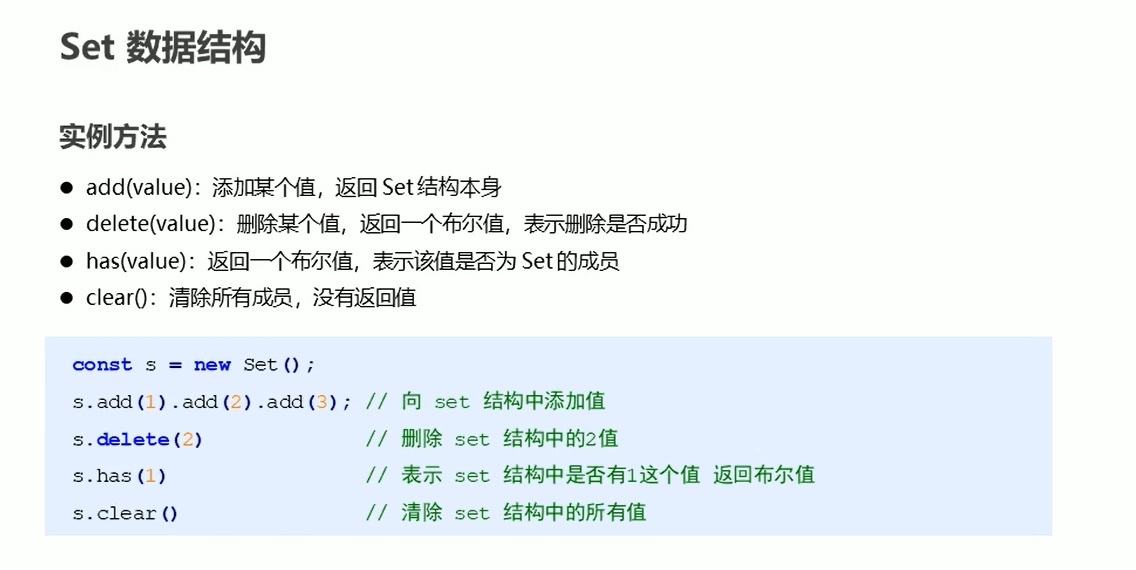 Set 数据结构
实例方法
● add(value)：添加某个值，返回 Set 结构本身
● delete(value)：删除某个值，返回一个布尔值，表示删除是否成功
● has(value)：返回一个布尔值，表示该值是否为 Set 的成员
● clear()：清除所有成员，没有返回值
const s = new Set();
s.add(1).add(2).add(3); // 向 set 结构中添加值
s.delete(2) // 删除 set 结构中的2值
s.has(1) // 表示 set 结构中是否有1这个值 返回布尔值
s.clear() // 清除 set 结构中的所有值